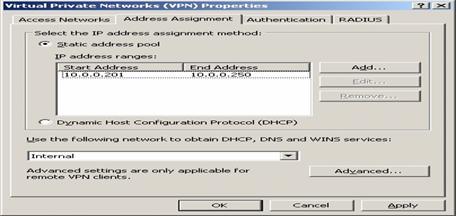 Virtual Private Networks (VPN) Properties
Access Networks Address Assignment Authentication RADIUS
Select the IP address assignment method:
Static address pool
IP address ranges:
Start Address End Address
10.0.0.201 10.0.0.250
Add...
Edit...
Remove...
Dynamic Host Configuration Protocol (DHCP)
Use the following network to obtain DHCP, DNS and WINS services:
Internal
Advanced settings are only applicable for
remote VPN clients.
Advanced...
OK Cancel Apply